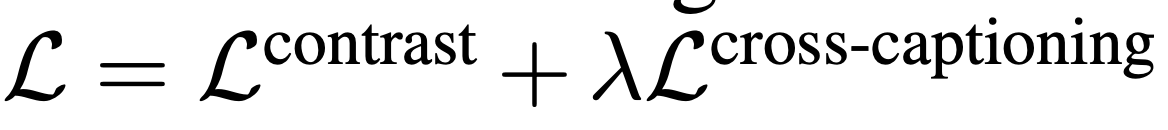 ℒ = ℒ^contrast + λℒ^cross-captioning